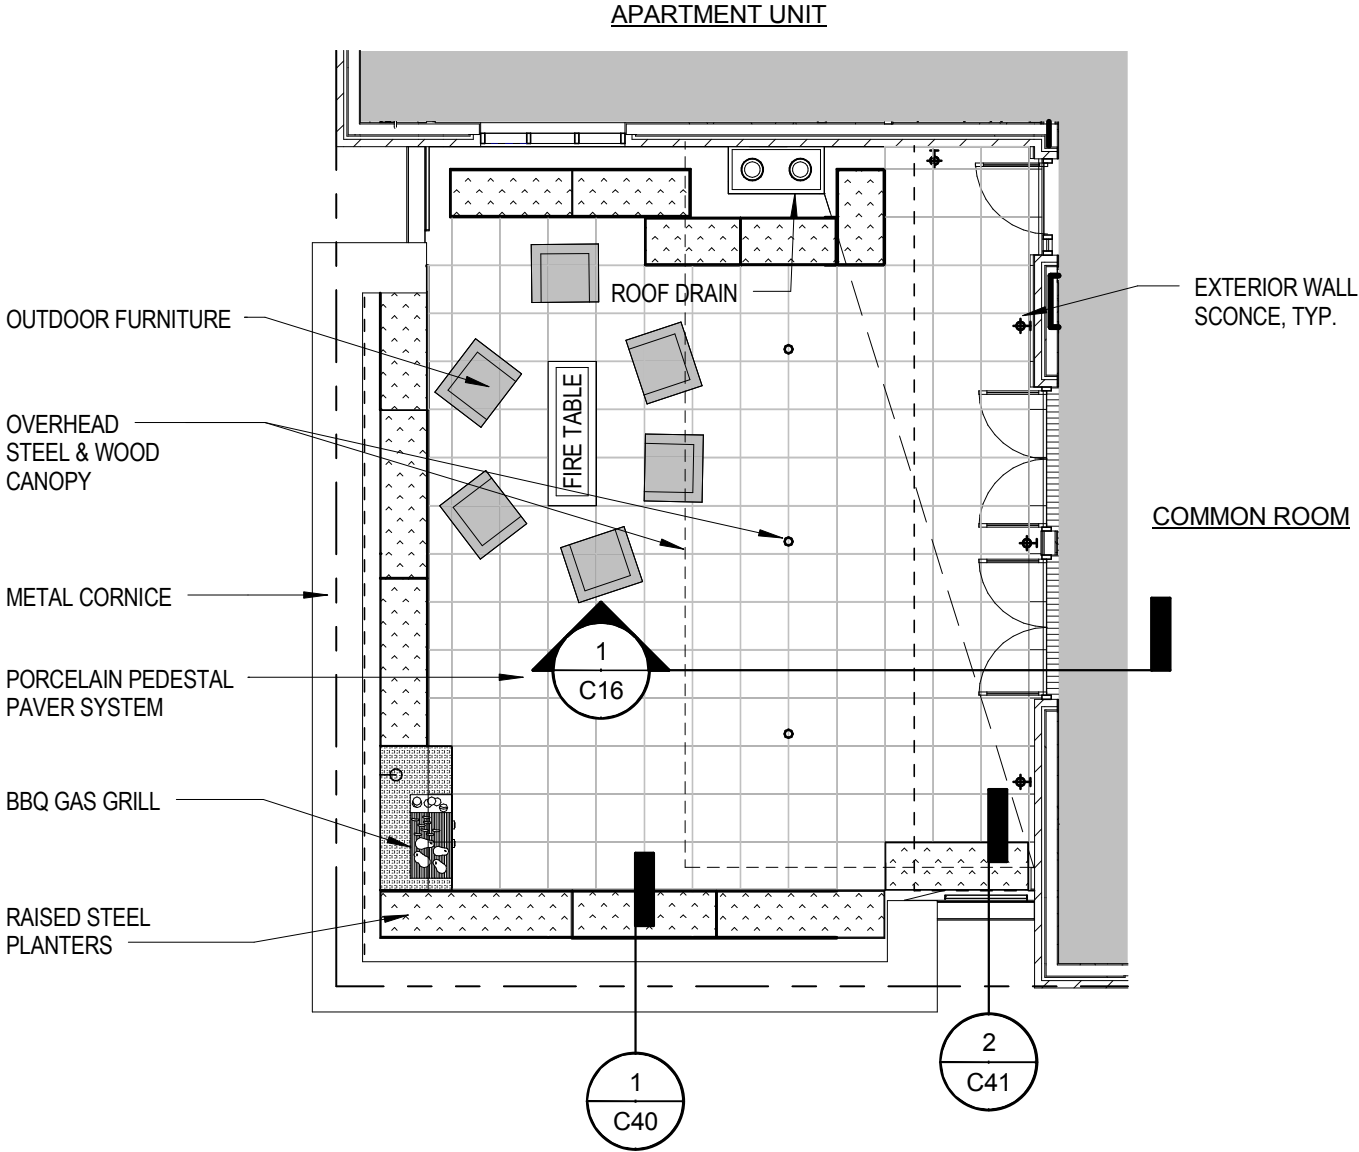 APARTMENT UNIT
ROOF DRAIN
EXTERIOR WALL
SCONCE, TYP.
OUTDOOR FURNITURE
FIRE TABLE
OVERHEAD
STEEL & WOOD
CANOPY
COMMON ROOM
METAL CORNICE
1
C16
PORCELAIN PEDESTAL
PAVER SYSTEM
BBQ GAS GRILL
RAISED STEEL
PLANTERS
2
C41
1
C40